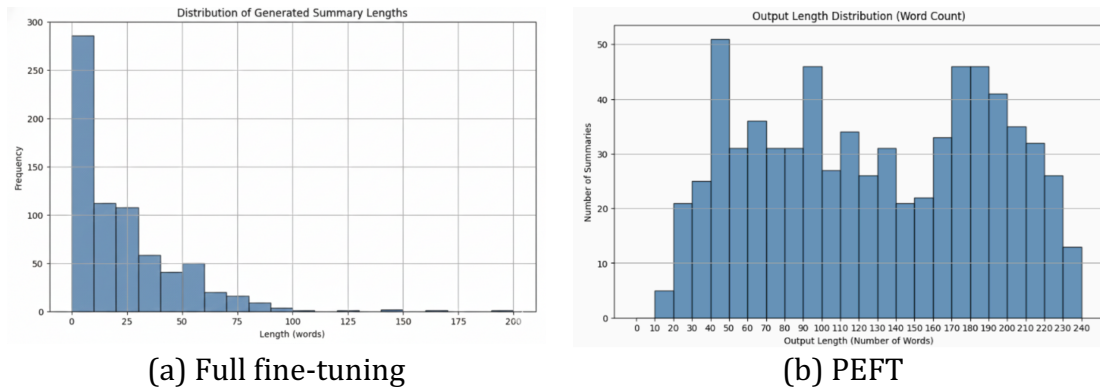 Distribution of Generated Summary Lengths
300
250
200
150
100
50
0
Frequency
0 25 50 75 100 125 150 175 200
Length (words)
(a) Full fine-tuning
Output Length Distribution (Word Count)
50
40
30
20
10
0
Number of Summaries
0 10 20 30 40 50 60 70 80 90 100 110 120 130 140 150 160 170 180 190 200 210 220 230 240
Output Length (Number of Words)
(b) PEFT